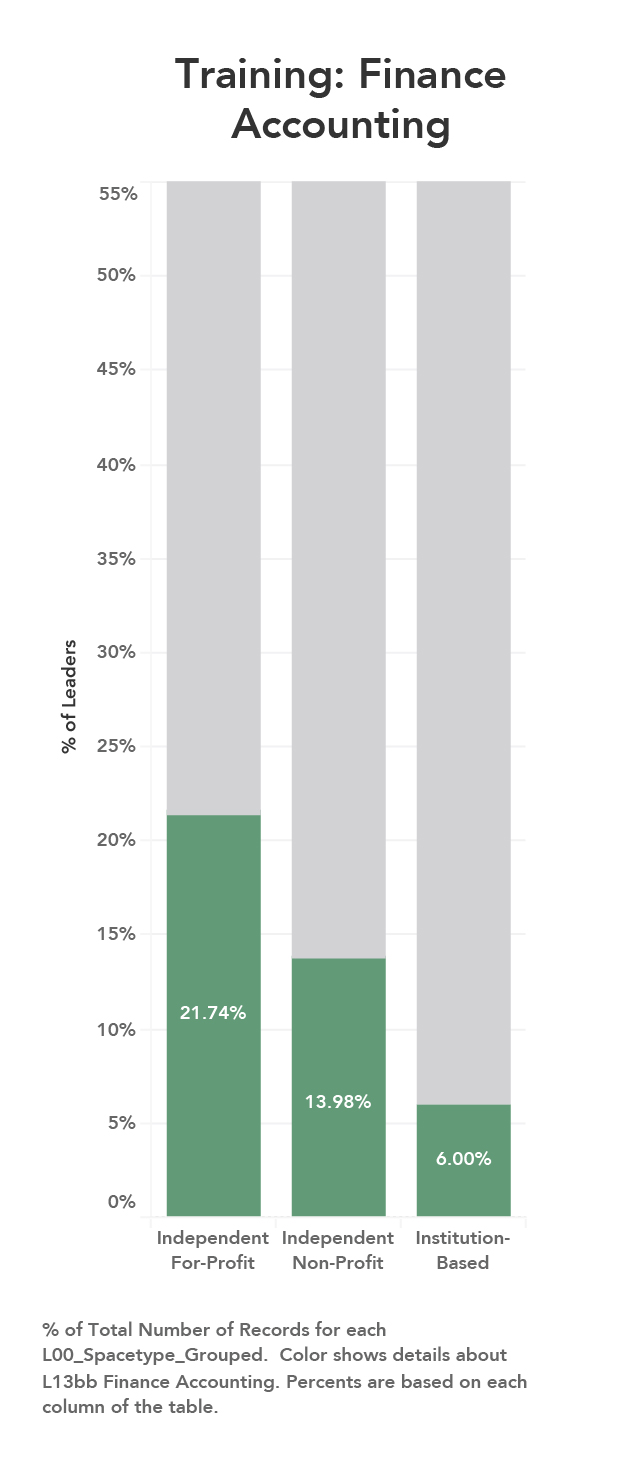 Training: Finance
Accounting
55%
50%
45%
40%
35%
30%
25%
20%
15%
10%
5%
0%
% of Leaders
21.74%
13.98%
6.00%
Independent
For-Profit
Independent
Non-Profit
Institution-
Based
% of Total Number of Records for each
L00_Spacetype_Grouped.  Color shows details about
L13bb Finance Accounting. Percents are based on each
column of the table.